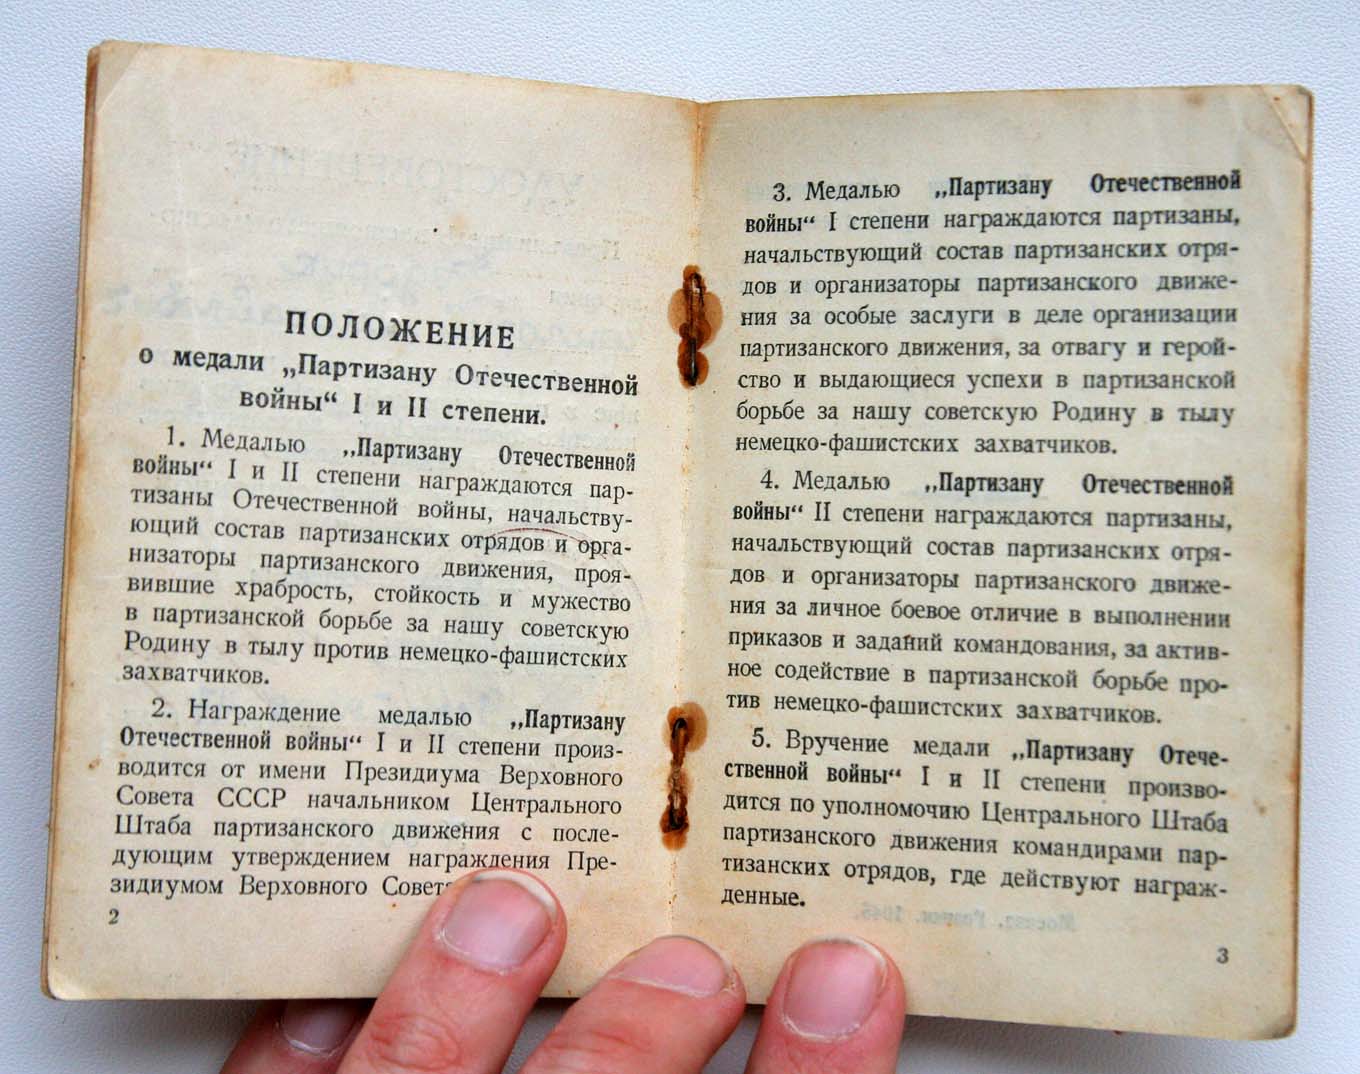 ПОЛОЖЕНИЕ
о медали „Партизану Отечественной
войны“ I и II степени.
1. Медалью „Партизану Отечественной
войны“ I и II степени награждаются пар-
тизаны Отечественной войны, начальству-
ющий состав партизанских отрядов и орга-
низаторы партизанского движения, проя-
вившие храбрость, стойкость и мужество
в партизанской борьбе за нашу советскую
Родину в тылу против немецко-фашистских
захватчиков.
2. Награждение медалью „Партизану
Отечественной войны“ I и II степени произ-
водится от имени Президиума Верховного
Совета СССР начальником Центрального
Штаба партизанского движения с после-
дующим утверждением награждения Пре-
зидиумом Верховного Совета
2
3. Медалью „Партизану Отечественной
войны“ I степени награждаются партизаны,
начальствующий состав партизанских отря-
дов и организаторы партизанского движе-
ния за особые заслуги в деле организации
партизанского движения, за отвагу и герой-
ство и выдающиеся успехи в партизанской
борьбе за нашу советскую Родину в тылу
немецко-фашистских захватчиков.
4. Медалью „Партизану Отечественной
войны“ II степени награждаются партизаны,
начальствующий состав партизанских отря-
дов и организаторы партизанского движе-
ния за личное боевое отличие в выполнении
приказов и заданий командования, за актив-
ное содействие в партизанской борьбе про-
тив немецко-фашистских захватчиков.
5. Вручение медали „Партизану Отече-
ственной войны“ I и II степени произво-
дится по уполномочию Центрального Штаба
партизанского движения командирами пар-
тизанских отрядов, где действуют награж-
денные.
3